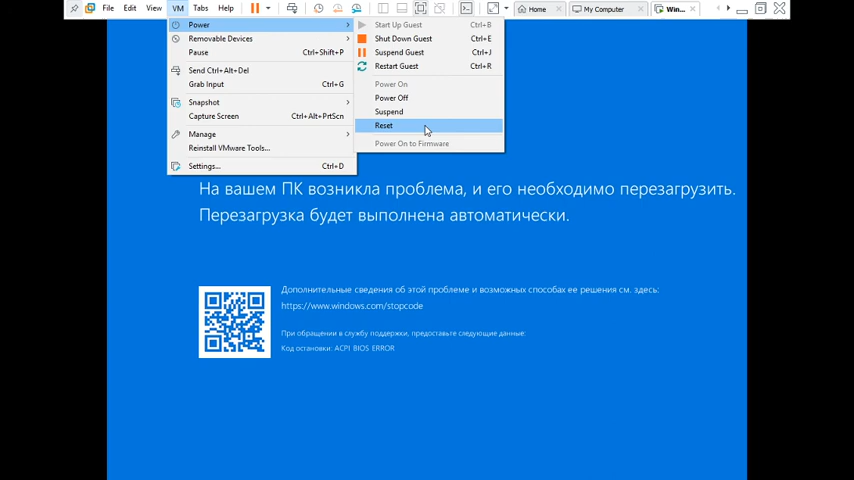 File Edit View VM Tabs Help Home My Computer Win...
Power
Removable Devices
Pause Ctrl+Shift+P
Send Ctrl+Alt+Del
Grab Input Ctrl+G
Snapshot
Capture Screen Ctrl+Alt+PrtScn
Manage
Reinstall VMware Tools...
Settings... Ctrl+D
Start Up Guest Ctrl+B
Shut Down Guest Ctrl+E
Suspend Guest Ctrl+J
Restart Guest Ctrl+R
Power On
Power Off
Suspend
Reset
Power On to Firmware
На вашем ПК возникла проблема, и его необходимо перезагрузить.
Перезагрузка будет выполнена автоматически.
Дополнительные сведения об этой проблеме и возможных способах ее решения см. здесь:
https://www.windows.com/stopcode
При обращении в службу поддержки, предоставьте следующие данные:
Код остановки: ACPI BIOS ERROR